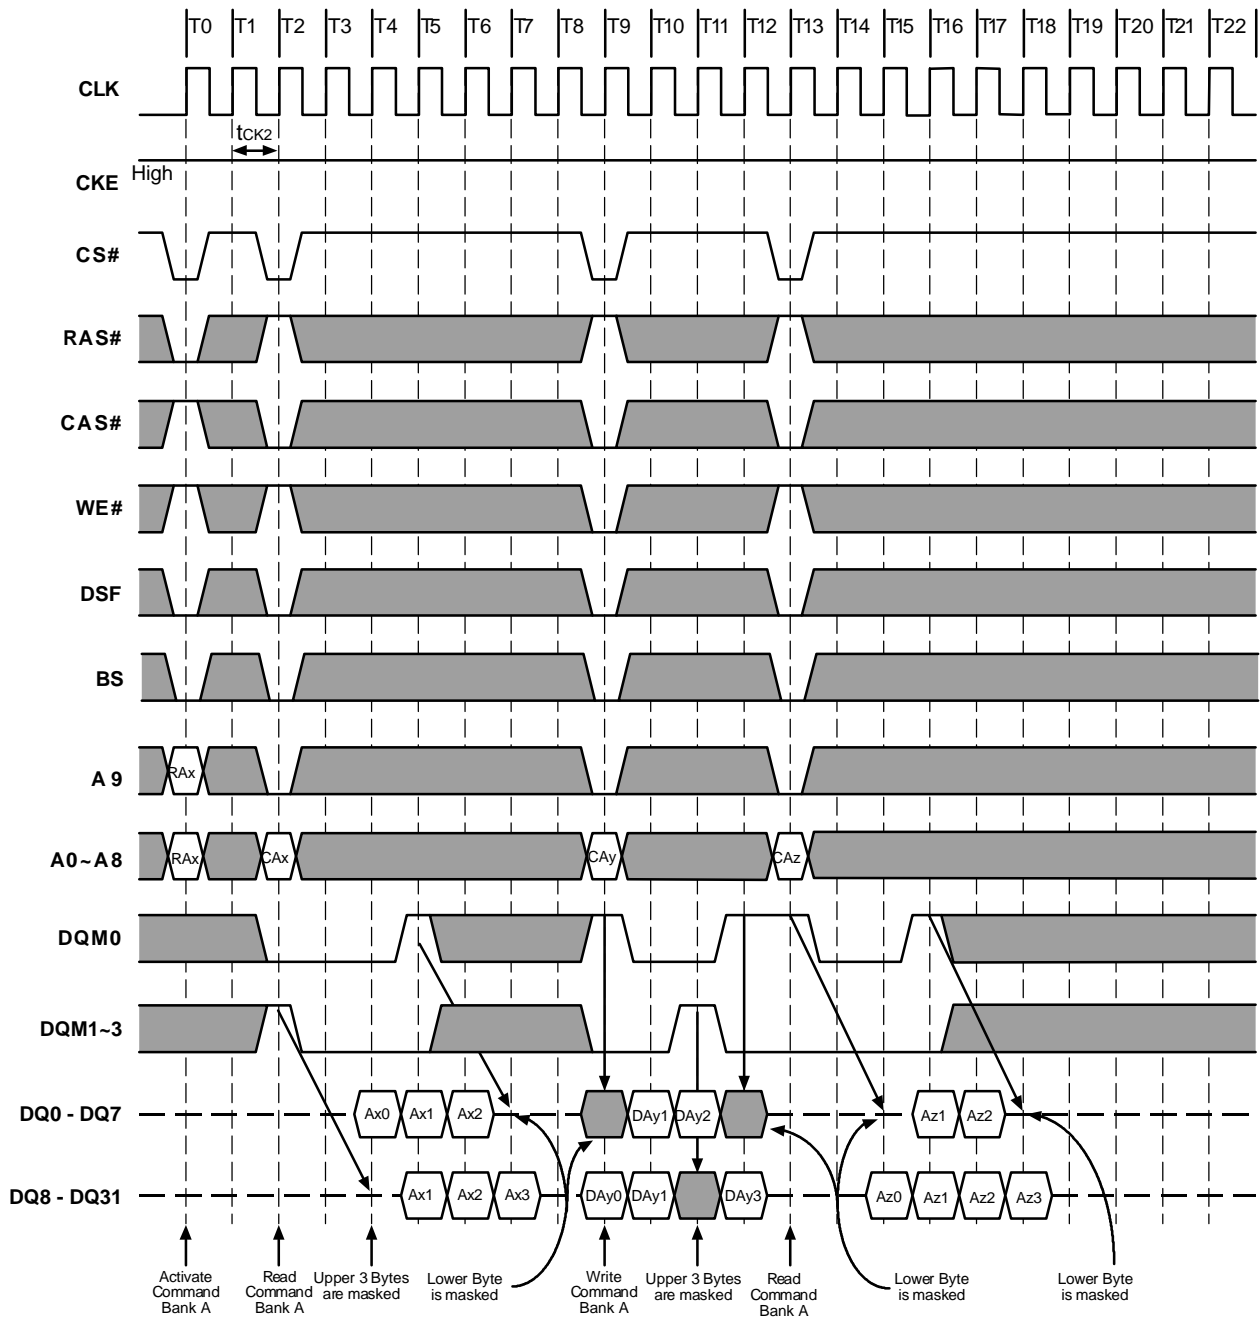 T0 T1 T2 T3 T4 T5 T6 T7 T8 T9 T10 T11 T12 T13 T14 T15 T16 T17 T18 T19 T20 T21 T22
CLK
tCK2
High
CKE
CS#
RAS#
CAS#
WE#
DSF
BS
A9
RAx
A0~A8
RAx CAx CAy CAz
DQM0
DQM1~3
DQ0 - DQ7
Ax0 Ax1 Ax2 DAy1 DAy2 Az1 Az2
DQ8 - DQ31
Ax1 Ax2 Ax3 DAy0 DAy1 DAy3 Az0 Az1 Az2 Az3
Activate
Command
Bank A
Read
Command
Bank A
Upper 3 Bytes
are masked
Lower Byte
is masked
Write
Command
Bank A
Upper 3 Bytes
are masked
Read
Command
Bank A
Lower Byte
is masked
Lower Byte
is masked